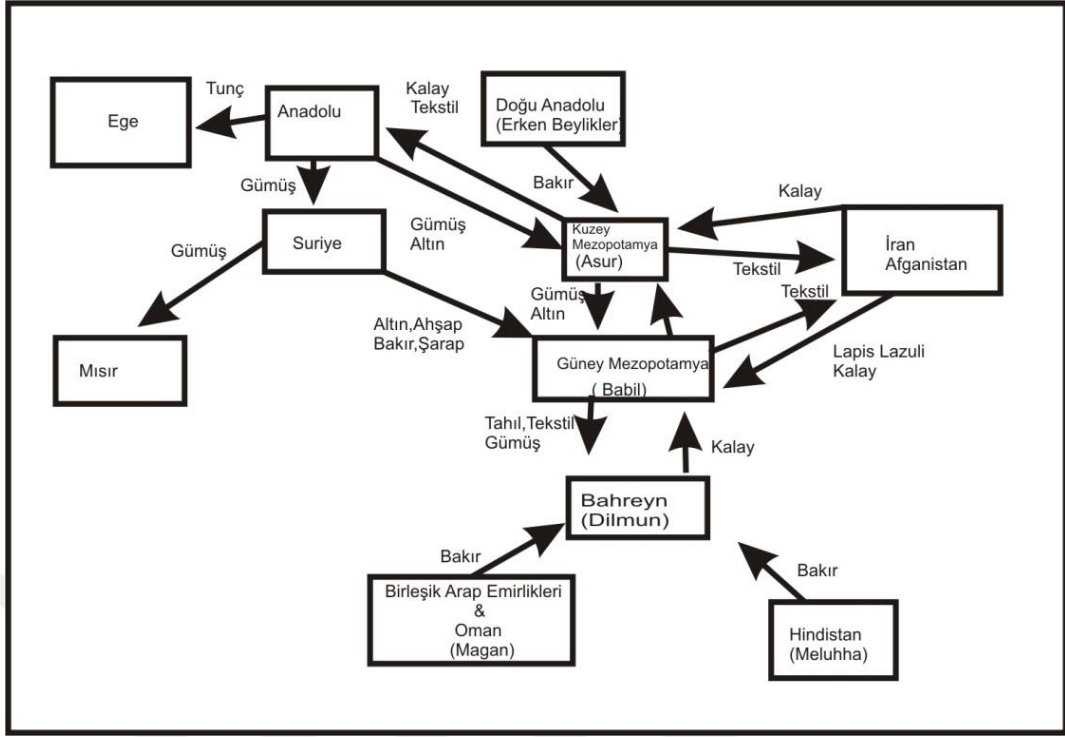 Ege
Tunç
Anadolu
Kalay
Tekstil
Doğu Anadolu
(Erken Beylikler)
Bakır
Kalay
Gümüş
Suriye
Gümüş
Altın
Kuzey
Mezopotamya
(Asur)
Tekstil
İran
Afganistan
Gümüş
Mısır
Altın,Ahşap
Bakır,Şarap
Gümüş
Altın
Tekstil
Güney Mezopotamya
( Babil)
Lapis Lazuli
Kalay
Tahıl,Tekstil
Gümüş
Kalay
Bahreyn
(Dilmun)
Bakır
Birleşik Arap Emirlikleri
&
Oman
(Magan)
Bakır
Hindistan
(Meluhha)